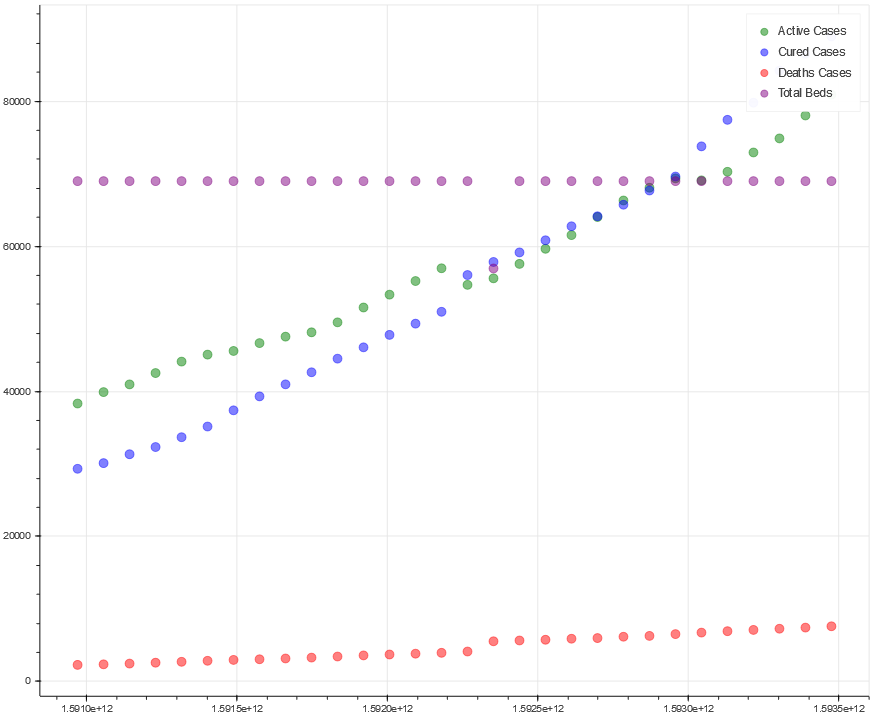 Active Cases
Cured Cases
Deaths Cases
Total Beds
80000
60000
40000
20000
0
1.5910e+12 1.5915e+12 1.5920e+12 1.5925e+12 1.5930e+12 1.5935e+12